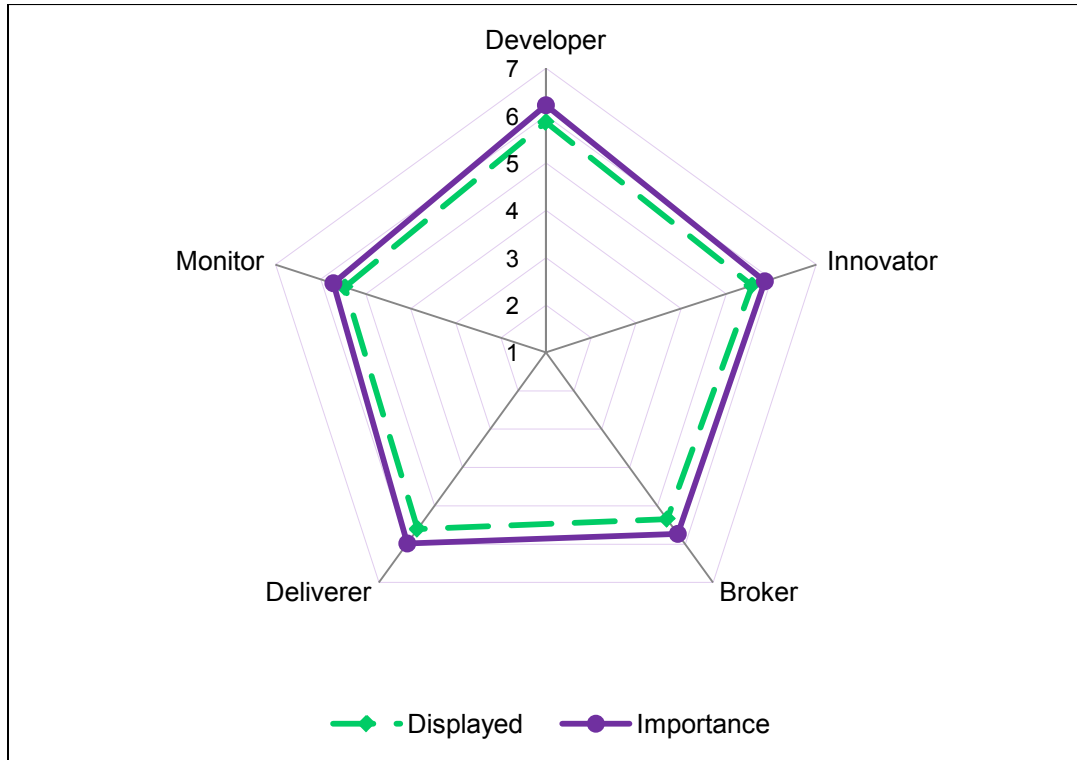 Developer
7
6
5
4
3
2
1
Monitor
Innovator
Deliverer
Broker
Displayed
Importance